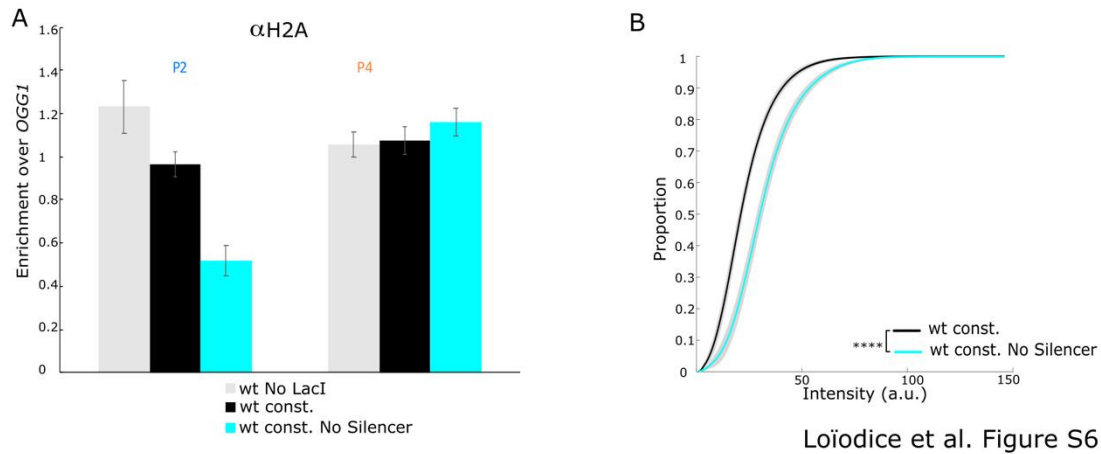 A
αH2A
P2
P4
Enrichment over OGG1
1.6
1.4
1.2
1
0.8
0.6
0.4
0.2
0
wt No LacI
wt const.
wt const. No Silencer
B
Proportion
1
0.9
0.8
0.7
0.6
0.5
0.4
0.3
0.2
0.1
0
50
100
150
Intensity (a.u.)
**** wt const.
wt const. No Silencer
Loïodice et al. Figure S6